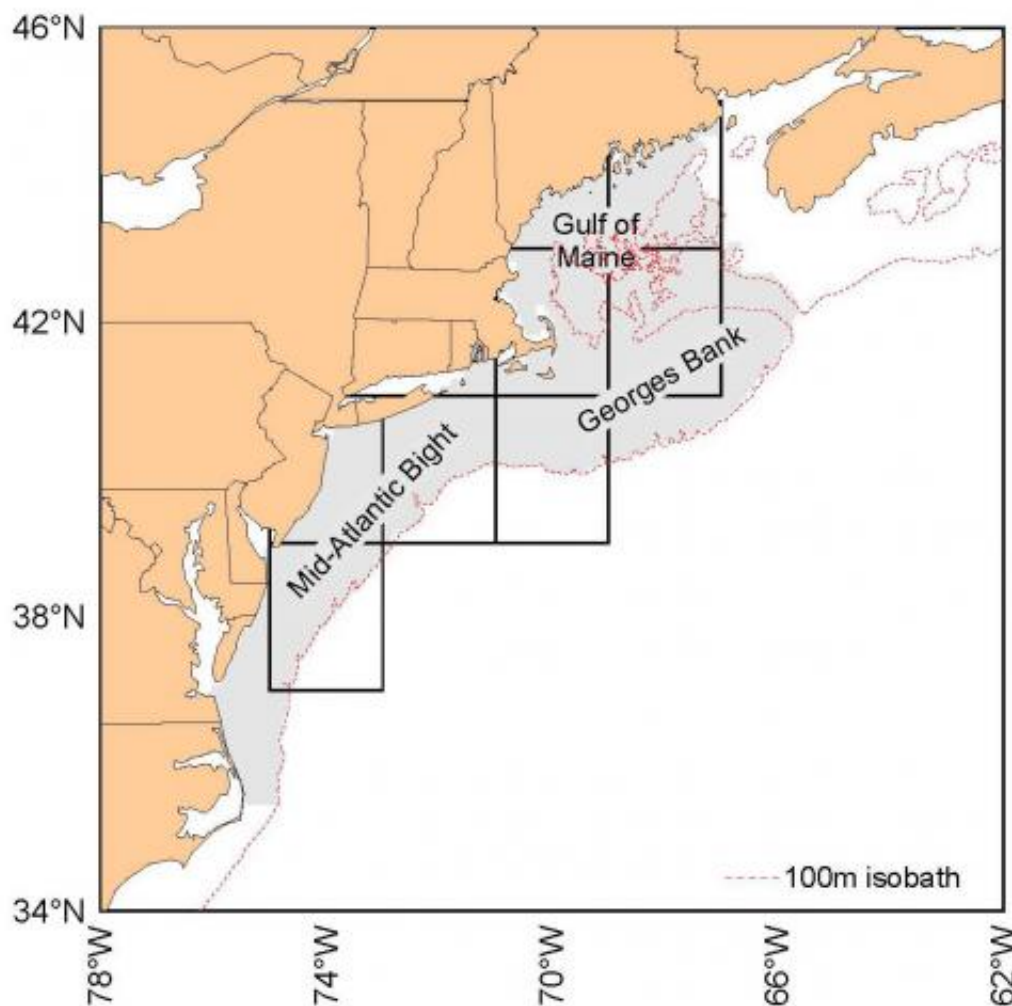 46°N
Gulf of
Maine
42°N
Georges Bank
Mid-Atlantic Bight
38°N
100m isobath
34°N
78°W
74°W
70°W
66°W
62°W